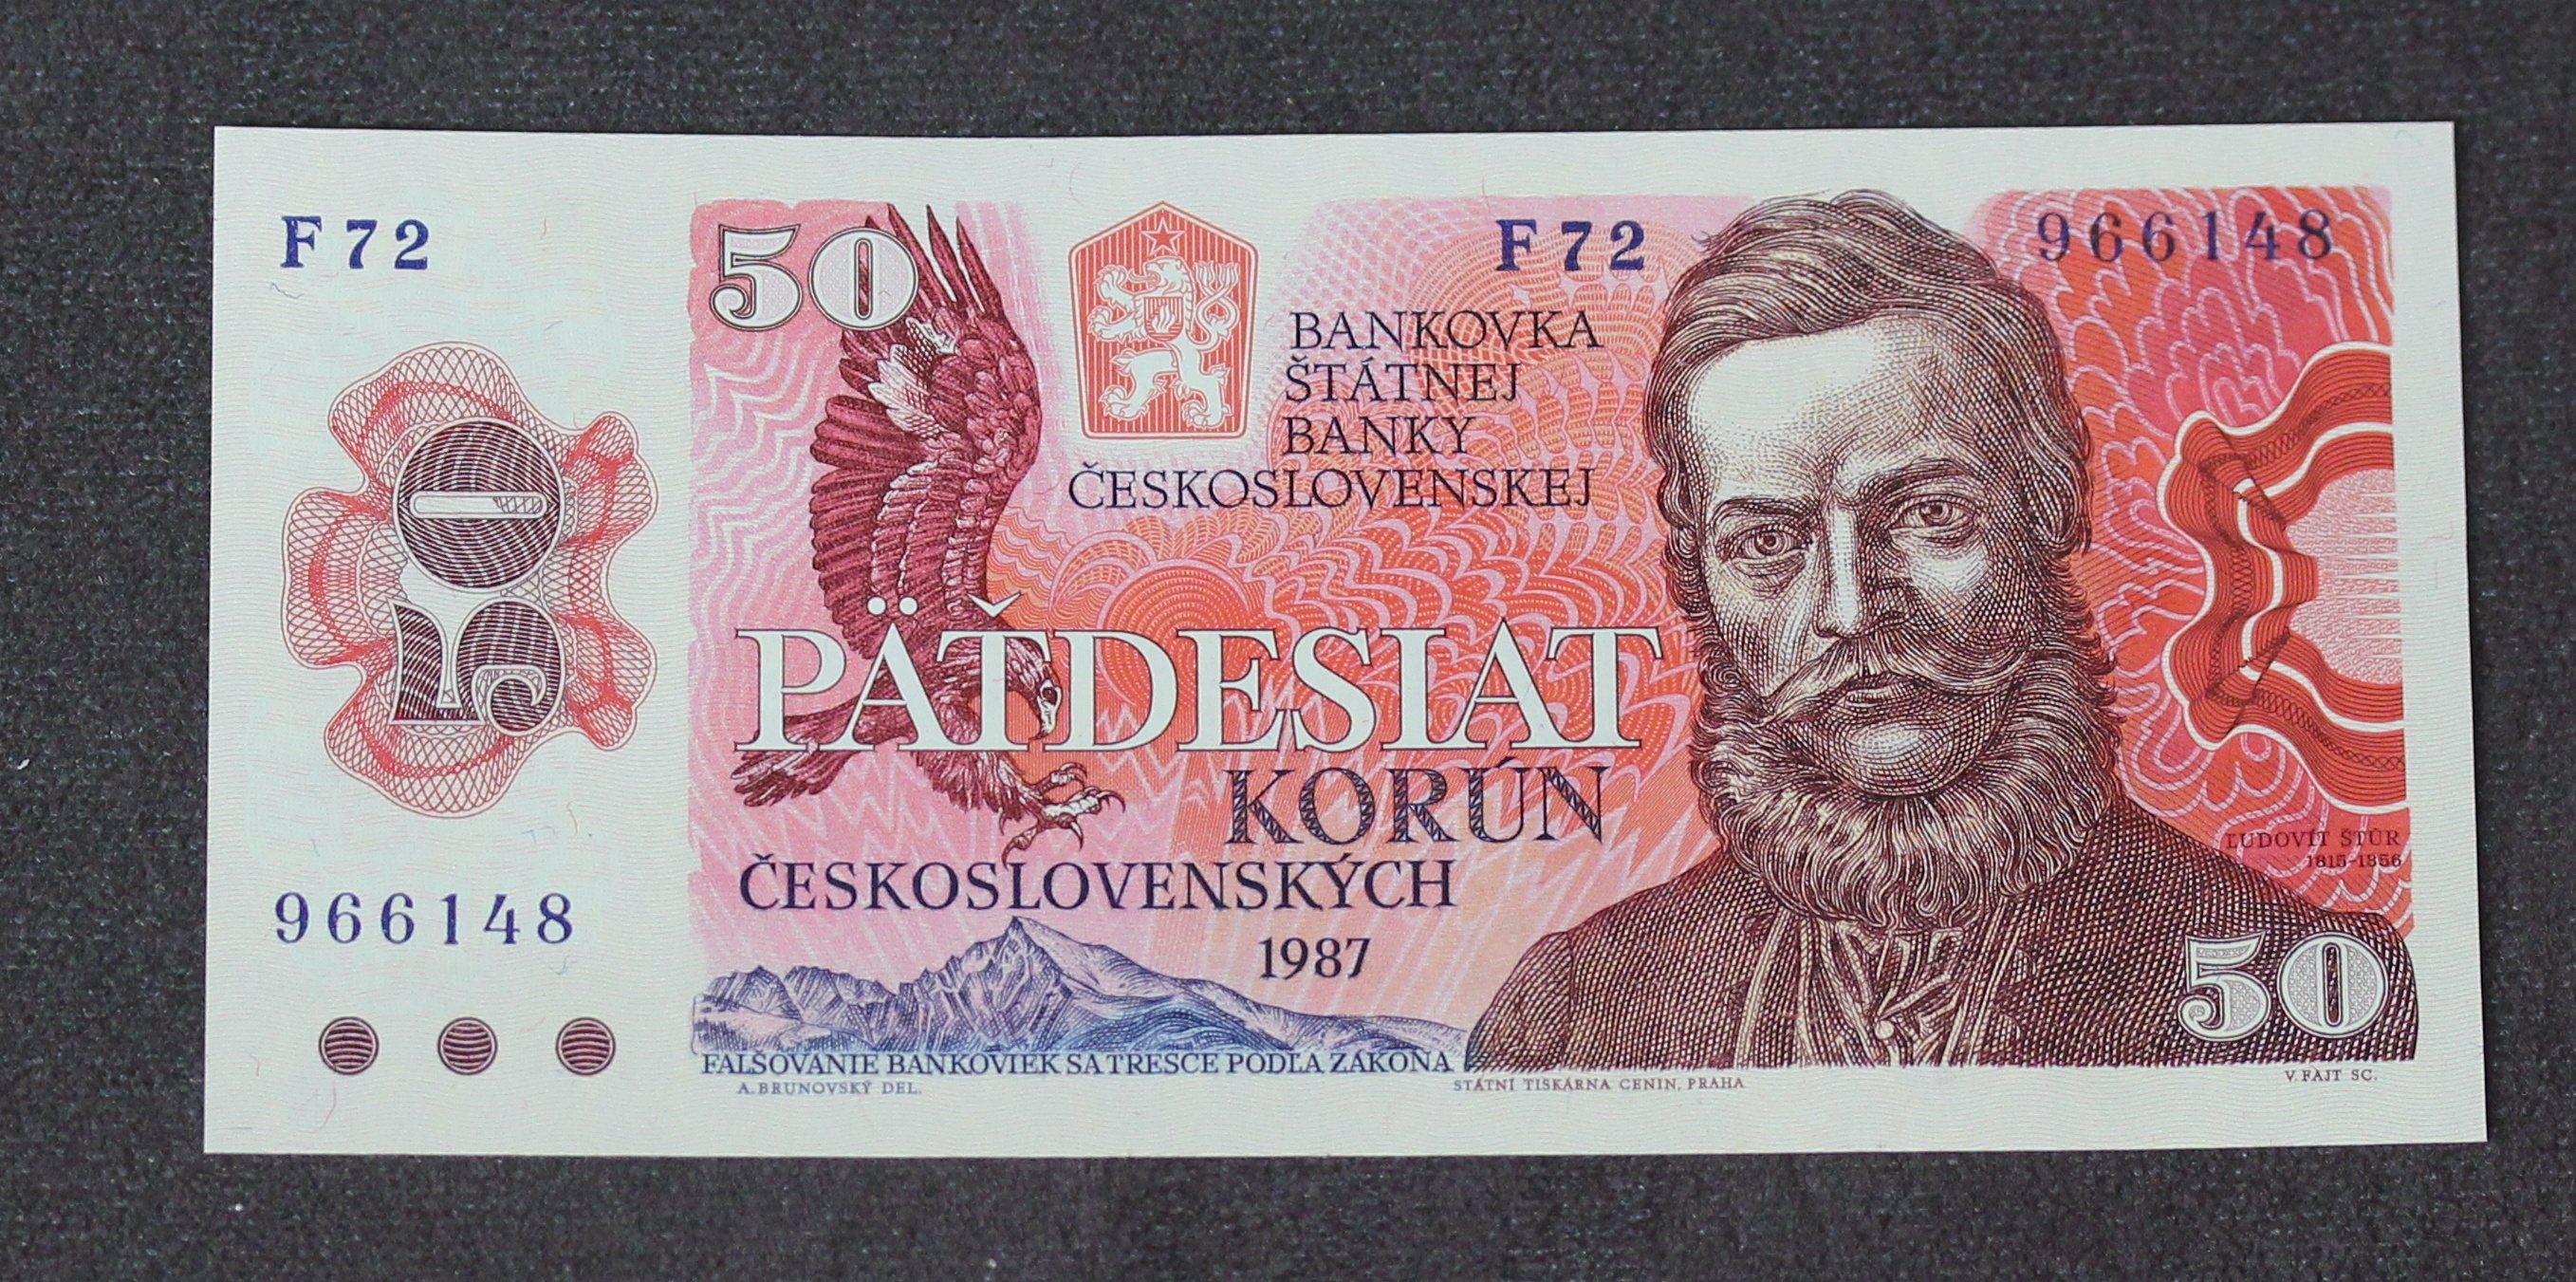 F 72
50
966148
50
F 72
966148
BANKOVKA
ŠTÁTNEJ
BANKY
ČESKOSLOVENSKEJ
PÄŤDESIAT
KORÚN
ČESKOSLOVENSKÝCH
1987
ĽUDOVÍT ŠTÚR
1815-1856
50
FALŠOVANIE BANKOVIEK SA TRESCE PODĽA ZÁKONA
A. BRUNOVSKÝ DEL.
STÁTNÍ TISKÁRNA CENIN, PRAHA
V. FAJT SC.